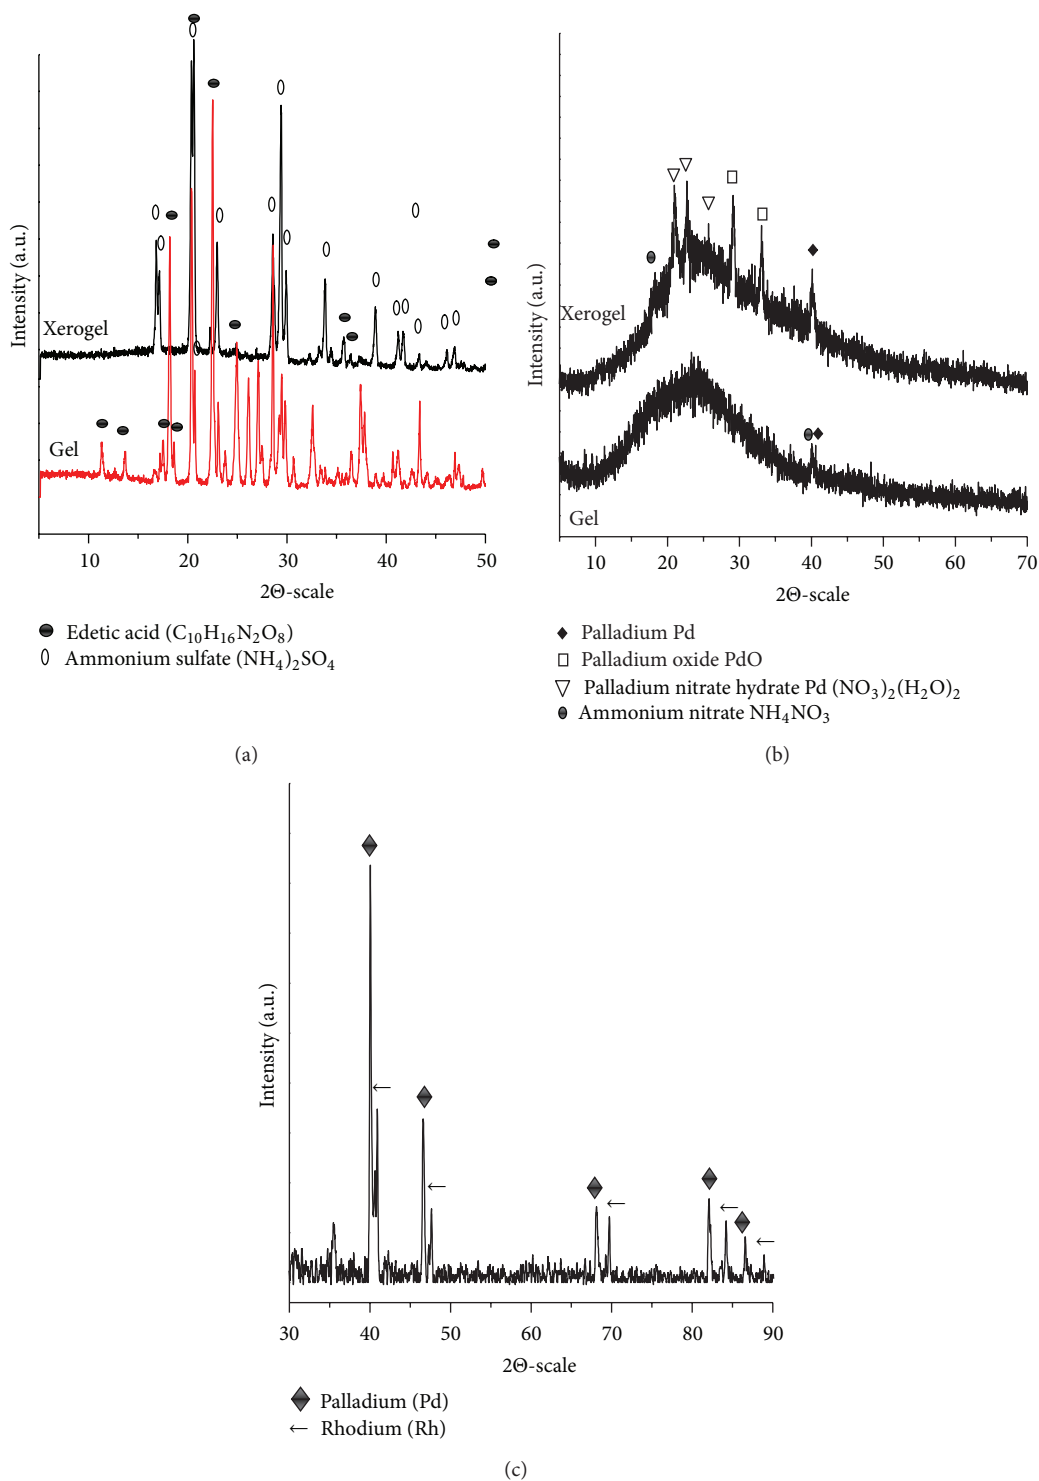 Intensity (a.u.)
Xerogel
Gel
10 20 30 40 50
2Θ-scale
Edetic acid (C10H16N2O8)
Ammonium sulfate (NH4)2SO4
(a)
Intensity (a.u.)
Xerogel
Gel
10 20 30 40 50 60 70
2Θ-scale
Palladium Pd
Palladium oxide PdO
Palladium nitrate hydrate Pd (NO3)2(H2O)2
Ammonium nitrate NH4NO3
(b)
Intensity (a.u.)
30 40 50 60 70 80 90
2Θ-scale
Palladium (Pd)
Rhodium (Rh)
(c)